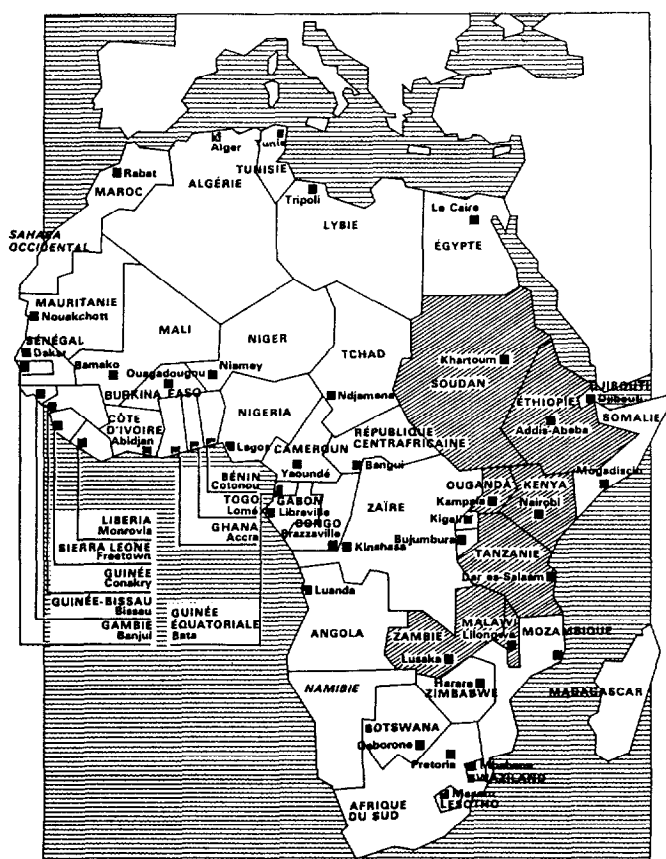 Alger
Tunis
Rabat
TUNISIE
MAROC
ALGÉRIE
Tripoli
Le Caire
LYBIE
ÉGYPTE
SAHARA
OCCIDENTAL
MAURITANIE
Nouakchott
MALI
NIGER
TCHAD
SÉNÉGAL
Dakar
Bamako
Ouagadougou
Niamey
Khartoum
SOUDAN
BURKINA FASO
Ndjamena
ÉTHIOPIE
DJIBOUTI
Djibouti
SOMALIE
CÔTE
D'IVOIRE
Abidjan
NIGERIA
Lagos
RÉPUBLIQUE
CENTRAFRICAINE
Addis-Ababa
CAMEROUN
Yaoundé
Bangui
Mogadiscio
BÉNIN
Cotonou
TOGO
Lomé
GHANA
Accra
GABON
Libreville
CONGO
Brazzaville
Kinshasa
ZAÏRE
OUGANDA
Kampala
KENYA
Nairobi
Kigali
Bujumbura
TANZANIE
Dar es-Salaam
LIBERIA
Monrovia
SIERRA LEONE
Freetown
GUINÉE
Conakry
GUINÉE-BISSAU
Bissau
GAMBIE
Banjul
GUINÉE
ÉQUATORIALE
Bata
Luanda
ANGOLA
ZAMBIE
Lusaka
MALAWI
Lilongwe
MOZAMBIQUE
Harare
ZIMBABWE
MADAGASCAR
NAMIBIE
BOTSWANA
Gaborone
Pretoria
Mbabane
SWAZILAND
Maseru
LESOTHO
AFRIQUE
DU SUD